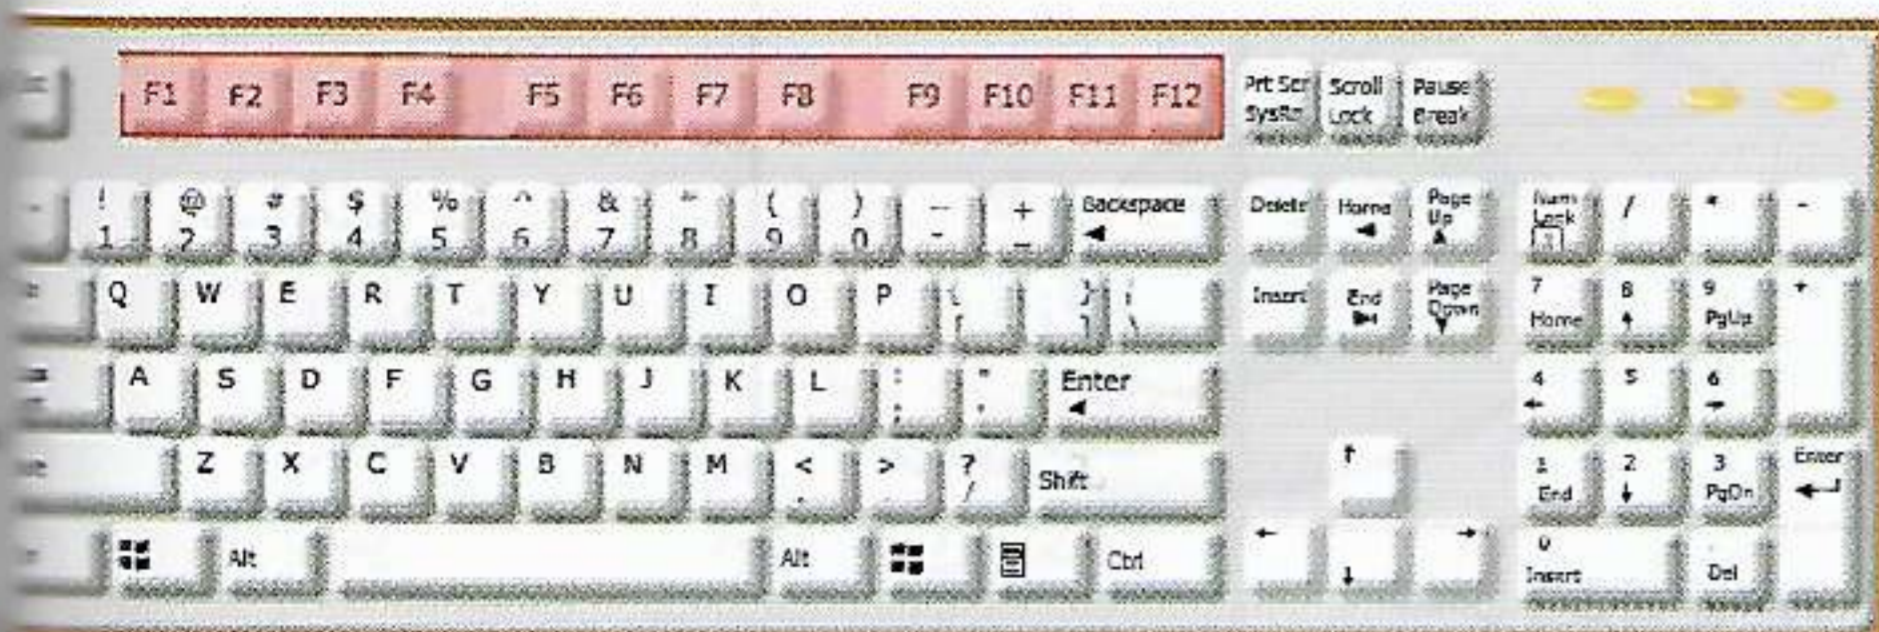 F1 F2 F3 F4 F5 F6 F7 F8 F9 F10 F11 F12 Prt Scr Scroll Pause
SysRq Lock Break
! @ # $ % ^ & * ( ) — + Backspace Delete Home Page Up Num Lock / * -
1 2 3 4 5 6 7 8 9 0 -
Q W E R T Y U I O P { } Insert End Page Down 7 8 9 +
[ ] \ Home PgUp
A S D F G H J K L : " Enter 4 5 6
; '
Z X C V B N M < > ? Shift 1 2 3 Enter
/ End PgDn
Alt Alt Ctrl 0
Insert Del